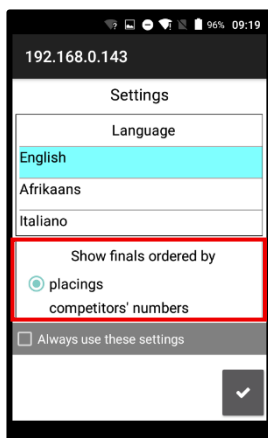 96% 09:19
192.168.0.143
Settings
Language
English
Afrikaans
Italiano
Show finals ordered by
placings
competitors' numbers
Always use these settings